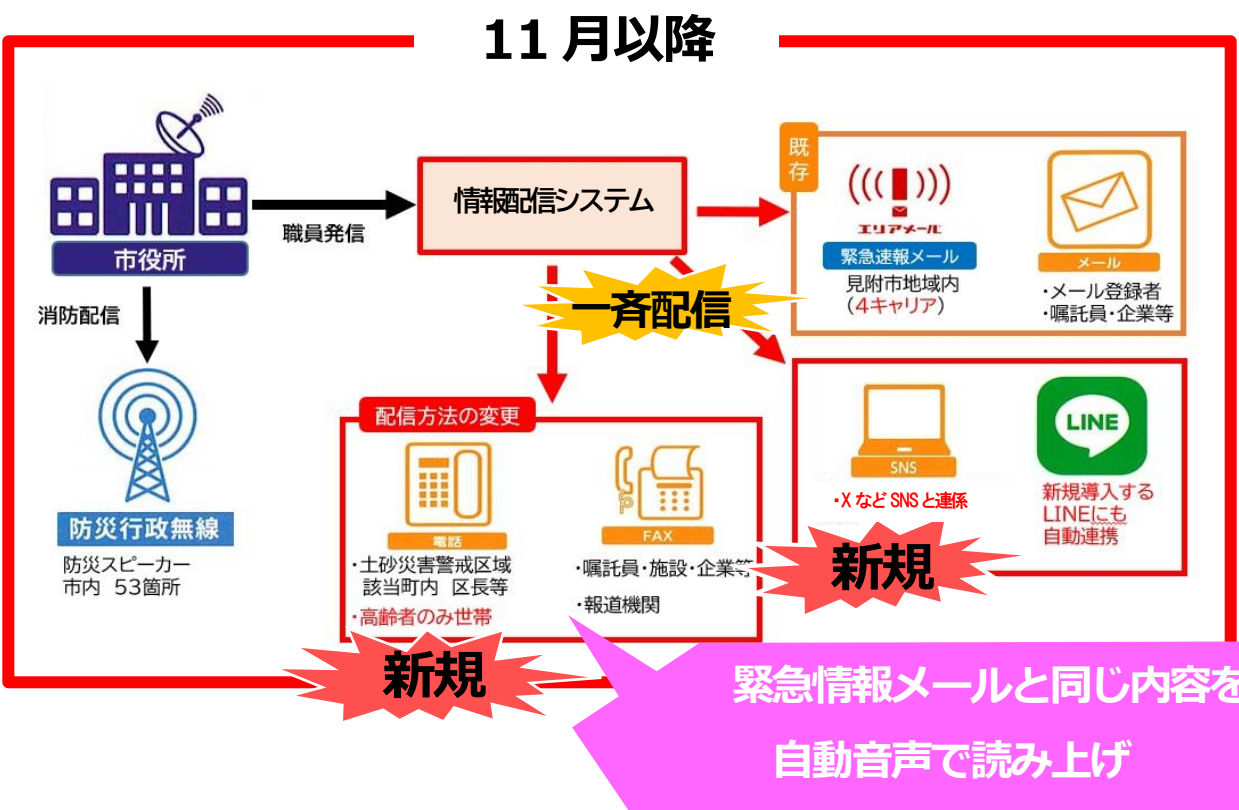 11 月以降
市役所
職員発信
情報配信システム
一斉配信
消防配信
防災行政無線
防災スピーカー
市内 53箇所
既存
エリアメール
緊急速報メール
見附市地域内
(4キャリア)
メール
・メール登録者
・嘱託員・企業等
配信方法の変更
電話
・土砂災害警戒区域
該当町内 区長等
・高齢者のみ世帯
新規
FAX
・嘱託員・施設・企業等
・報道機関
SNS
・X など SNS と連係
LINE
新規導入する
LINEにも
自動連携
新規
緊急情報メールと同じ内容を
自動音声で読み上げ